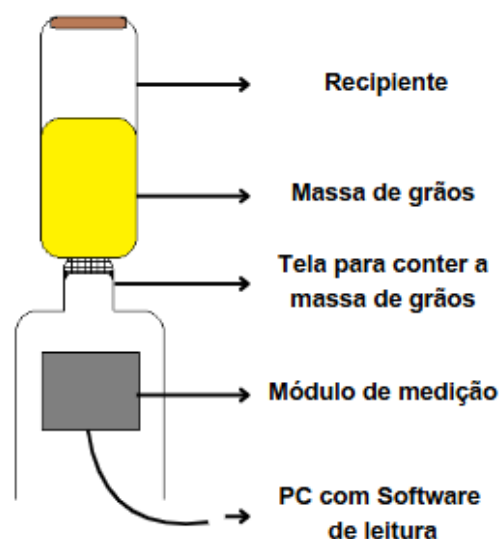 Recipiente
Massa de grãos
Tela para conter a
massa de grãos
Módulo de medição
PC com Software
de leitura